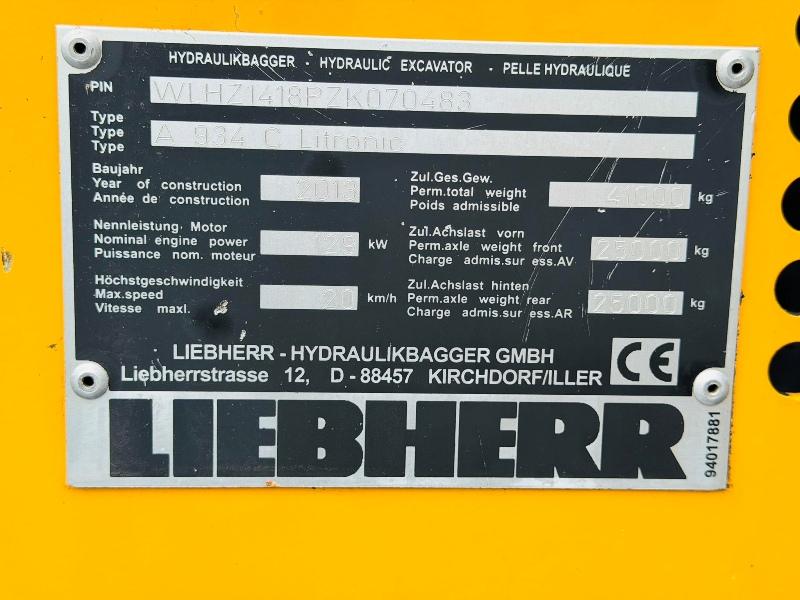 HYDRAULIKBAGGER - HYDRAULIC EXCAVATOR - PELLE HYDRAULIQUE
PIN WLHZ1418PZK070483
Type
Type A 934 C Litronic
Type
Baujahr
Year of construction 2013
Année de construction
Nennleistung Motor
Nominal engine power 129 kW
Puissance nom. moteur
Höchstgeschwindigkeit
Max.speed 20 km/h
Vitesse maxl.
Zul.Ges.Gew.
Perm.total weight 41000 kg
Poids admissible
Zul.Achslast vorn
Perm.axle weight front 25000 kg
Charge admis.sur ess.AV
Zul.Achslast hinten
Perm.axle weight rear 25000 kg
Charge admis.sur ess.AR
LIEBHERR - HYDRAULIKBAGGER GMBH
Liebherrstrasse 12, D - 88457 KIRCHDORF/ILLER
CE
LIEBHERR
94017881